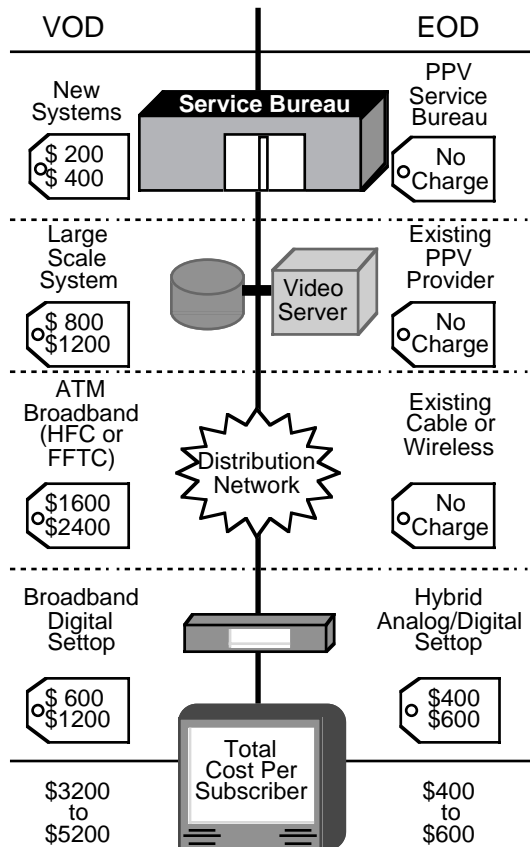 VOD
EOD
New
Systems
$ 200
$ 400
Service Bureau
PPV
Service
Bureau
No
Charge
Large
Scale
System
$ 800
$1200
Video
Server
Existing
PPV
Provider
No
Charge
ATM
Broadband
(HFC or
FFTC)
$1600
$2400
Distribution
Network
Existing
Cable or
Wireless
No
Charge
Broadband
Digital
Settop
$ 600
$1200
Hybrid
Analog/Digital
Settop
$400
$600
Total
Cost Per
Subscriber
$3200
to
$5200
$400
to
$600